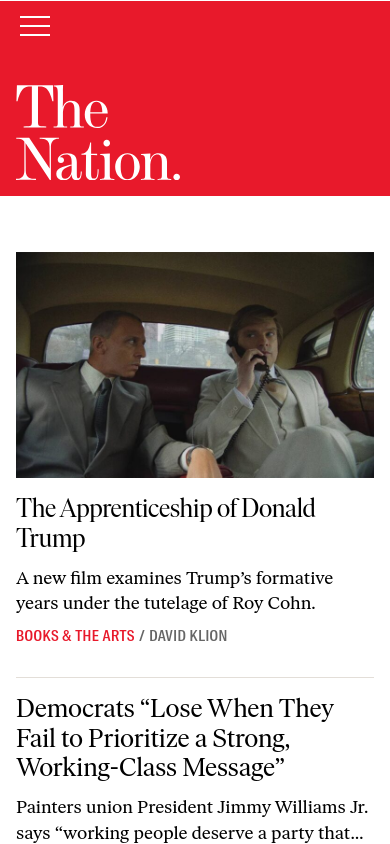 The
Nation.
The Apprenticeship of Donald
Trump
A new film examines Trump’s formative
years under the tutelage of Roy Cohn.
BOOKS & THE ARTS / DAVID KLION
Democrats “Lose When They
Fail to Prioritize a Strong,
Working-Class Message”
Painters union President Jimmy Williams Jr.
says “working people deserve a party that…